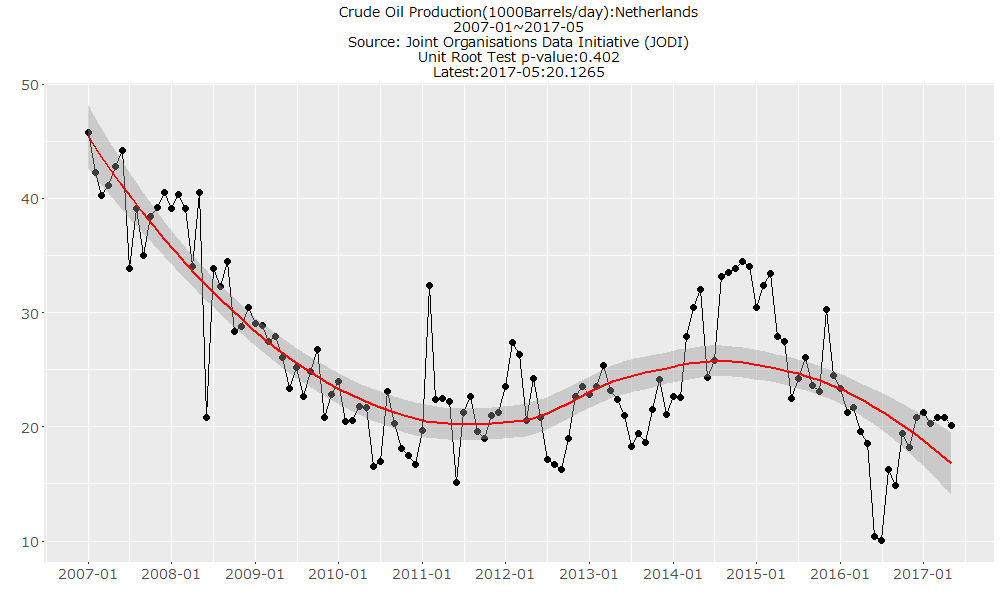 Crude Oil Production(1000Barrels/day):Netherlands
2007-01~2017-05
Source: Joint Organisations Data Initiative (JODI)
Unit Root Test p-value:0.402
Latest:2017-05:20.1265
50
40
30
20
10
2007-01 2008-01 2009-01 2010-01 2011-01 2012-01 2013-01 2014-01 2015-01 2016-01 2017-01